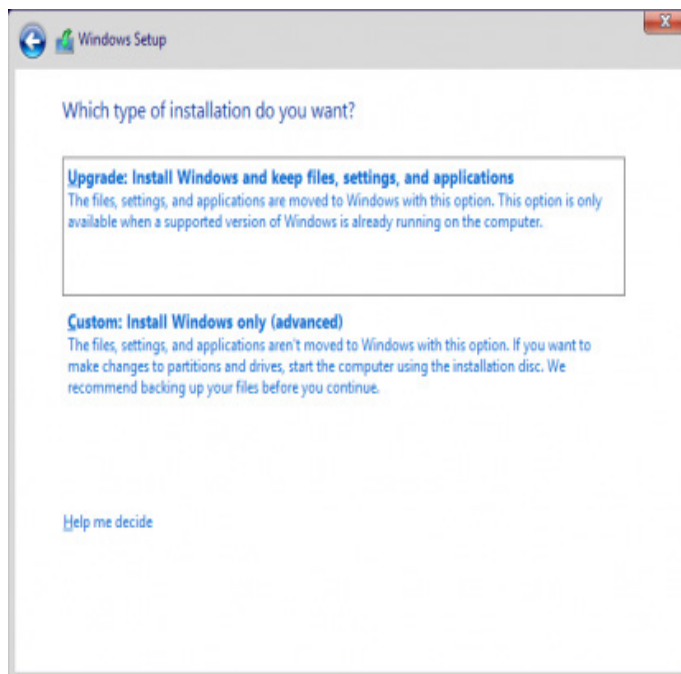 Windows Setup
X
Which type of installation do you want?
Upgrade: Install Windows and keep files, settings, and applications
The files, settings, and applications are moved to Windows with this option. This option is only
available when a supported version of Windows is already running on the computer.
Custom: Install Windows only (advanced)
The files, settings, and applications aren't moved to Windows with this option. If you want to
make changes to partitions and drives, start the computer using the installation disc. We
recommend backing up your files before you continue.
Help me decide